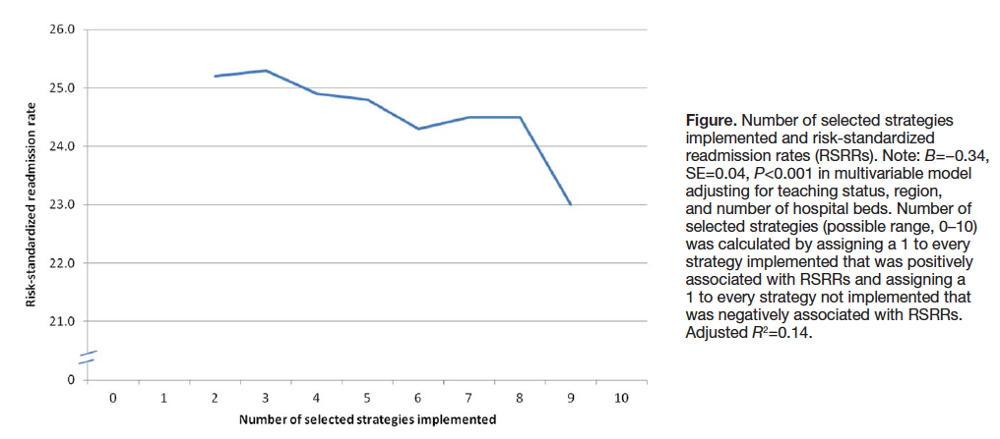 26.0
25.0
24.0
23.0
22.0
21.0
0
Risk-standardized readmission rate
0 1 2 3 4 5 6 7 8 9 10
Number of selected strategies implemented
Figure. Number of selected strategies
implemented and risk-standardized
readmission rates (RSRRs). Note: B=−0.34,
SE=0.04, P<0.001 in multivariable model
adjusting for teaching status, region,
and number of hospital beds. Number of
selected strategies (possible range, 0–10)
was calculated by assigning a 1 to every
strategy implemented that was positively
associated with RSRRs and assigning a
1 to every strategy not implemented that
was negatively associated with RSRRs.
Adjusted R²=0.14.